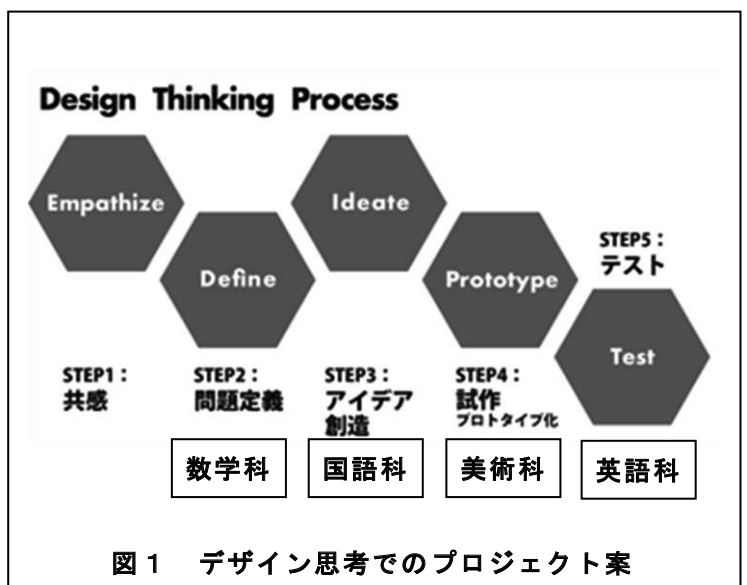 Design Thinking Process
Empathize
Define
Ideate
Prototype
Test
STEP1：
共感
STEP2：
問題定義
STEP3：
アイデア
創造
STEP4：
試作
プロトタイプ化
STEP5：
テスト
数学科
国語科
美術科
英語科
図１　デザイン思考でのプロジェクト案